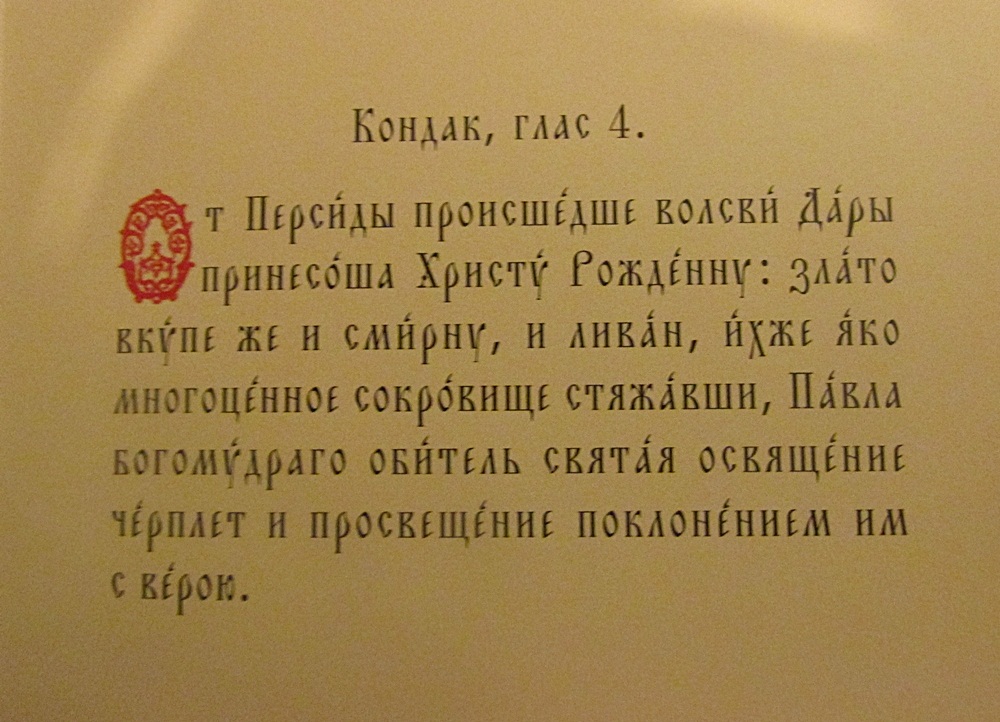 Кондак, глас 4.
От Перси́ды происше́дше волсви́ Да́ры
принесо́ша Христу́ Рожде́нну: зла́то
вку́пе же и сми́рну, и лива́н, и́хже я́ко
многоце́нное сокро́вище стяжа́вши, Па́вла
богому́драго оби́тель свята́я освяще́ние
че́рплет и просвеще́ние поклоне́нием им
с ве́рою.